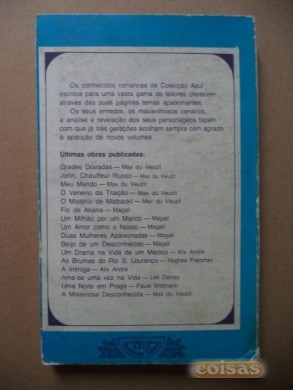 Os conhecidos romances da Colecção Azul
escritos para uma vasta gama de leitores oferecem
através das suas páginas temas apaixonantes.
Os seus enredos, os maravilhosos cenários,
a análise e revelação dos seus personagens fazem
com que já três gerações acolham sempre com agrado
a aparição de novos volumes.
Últimas obras publicadas:
Grades Doiradas — Max du Veuzit
John, Chauffeur Russo — Max du Veuzit
Meu Marido — Max du Veuzit
O Veneno da Traição — Max du Veuzit
O Mistério de Malbackt — Max du Veuzit
Fio de Ariana — Magali
Um Milhão por um Marido — Magali
Um Amor como o Nosso — Magali
Duas Mulheres Apaixonadas — Magali
Beijo de um Desconhecido — Magali
Um Drama na Vida de um Médico — Alix André
As Brumas do Rio S. Lourenço — Hughes Freschet
A Inimiga — Alix André
Ama-se uma vez na Vida — Léo Dartey
Uma Noite em Praga — Paule Widmann
A Misteriosa Desconhecida — Max du Veuzit
coisas